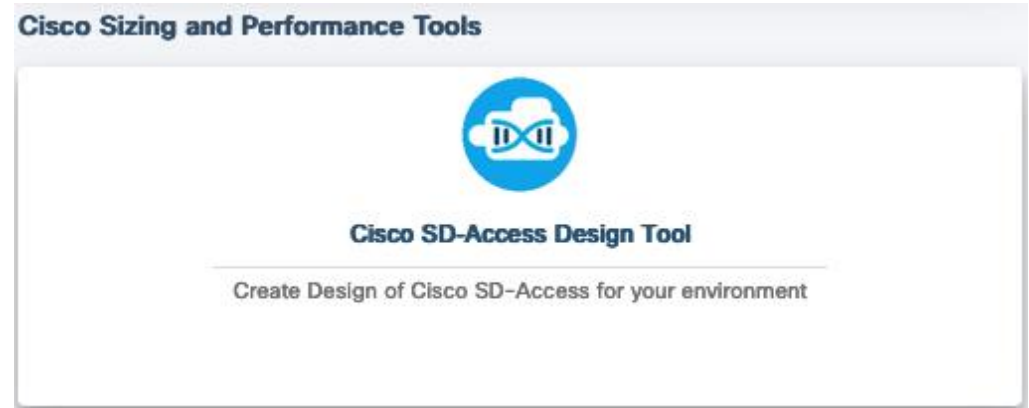 Cisco Sizing and Performance Tools
Cisco SD-Access Design Tool
Create Design of Cisco SD-Access for your environment